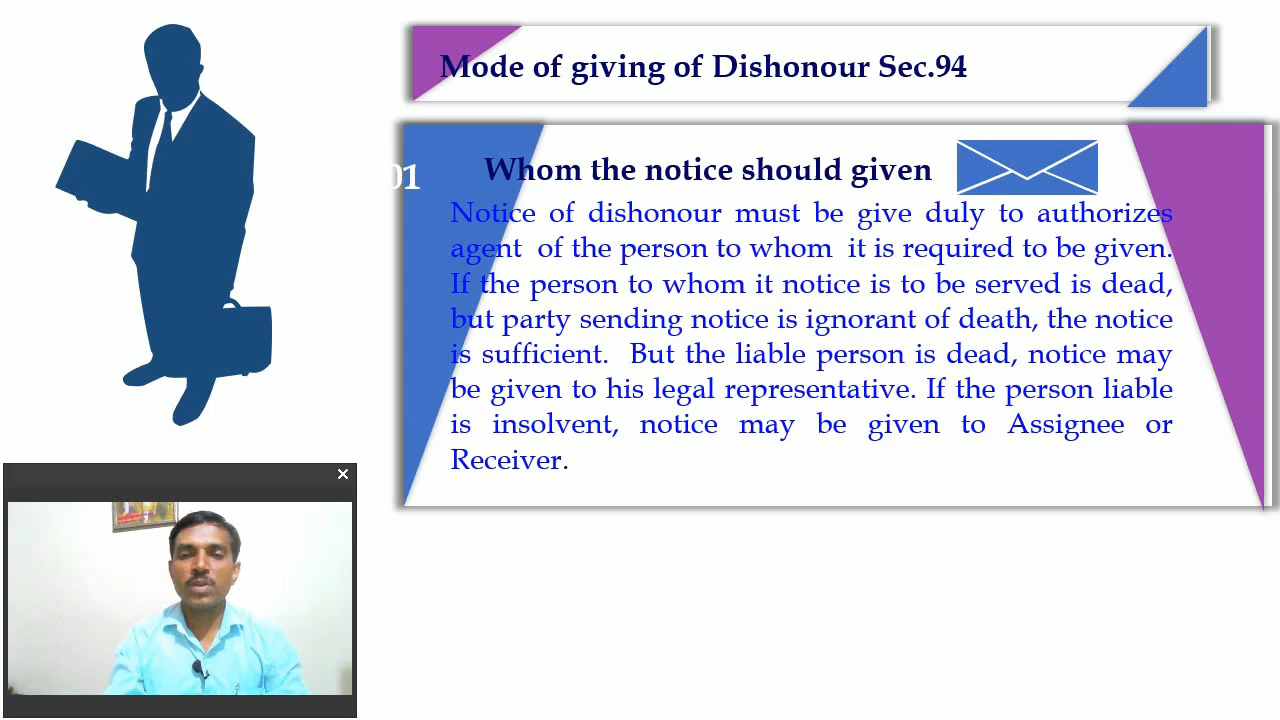 Mode of giving of Dishonour Sec.94
01
Whom the notice should given
Notice of dishonour must be give duly to authorizes
agent of the person to whom it is required to be given.
If the person to whom it notice is to be served is dead,
but party sending notice is ignorant of death, the notice
is sufficient. But the liable person is dead, notice may
be given to his legal representative. If the person liable
is insolvent, notice may be given to Assignee or
Receiver.